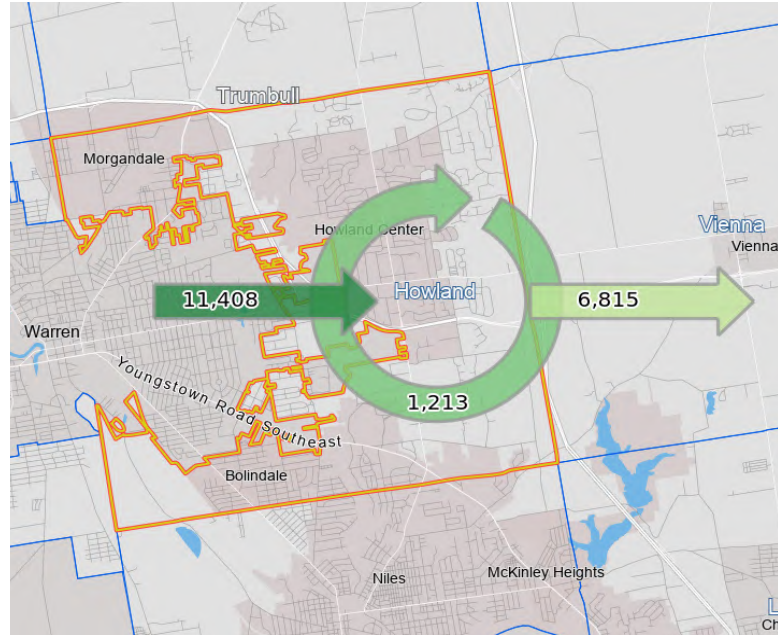 Trumbull
Morgandale
Howland Center
Vienna
Vienna
11,408
Howland
6,815
Warren
Youngstown Road Southeast
1,213
Bolindale
Niles
McKinley Heights
L
Ch